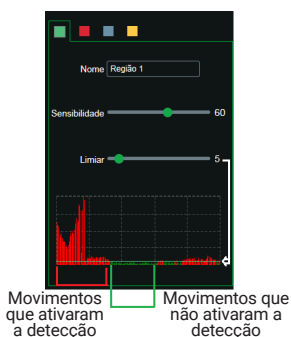 Nome Região 1
Sensibilidade 60
Limiar 5
Movimentos
que ativaram
a detecção
Movimentos que
não ativaram a
detecção